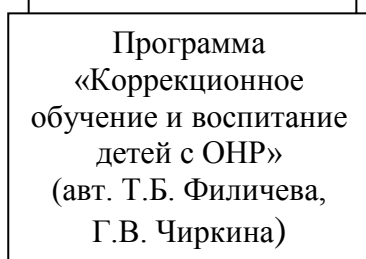 Программа
«Коррекционное
обучение и воспитание
детей с ОНР»
(авт. Т.Б. Филичева,
Г.В. Чиркина)